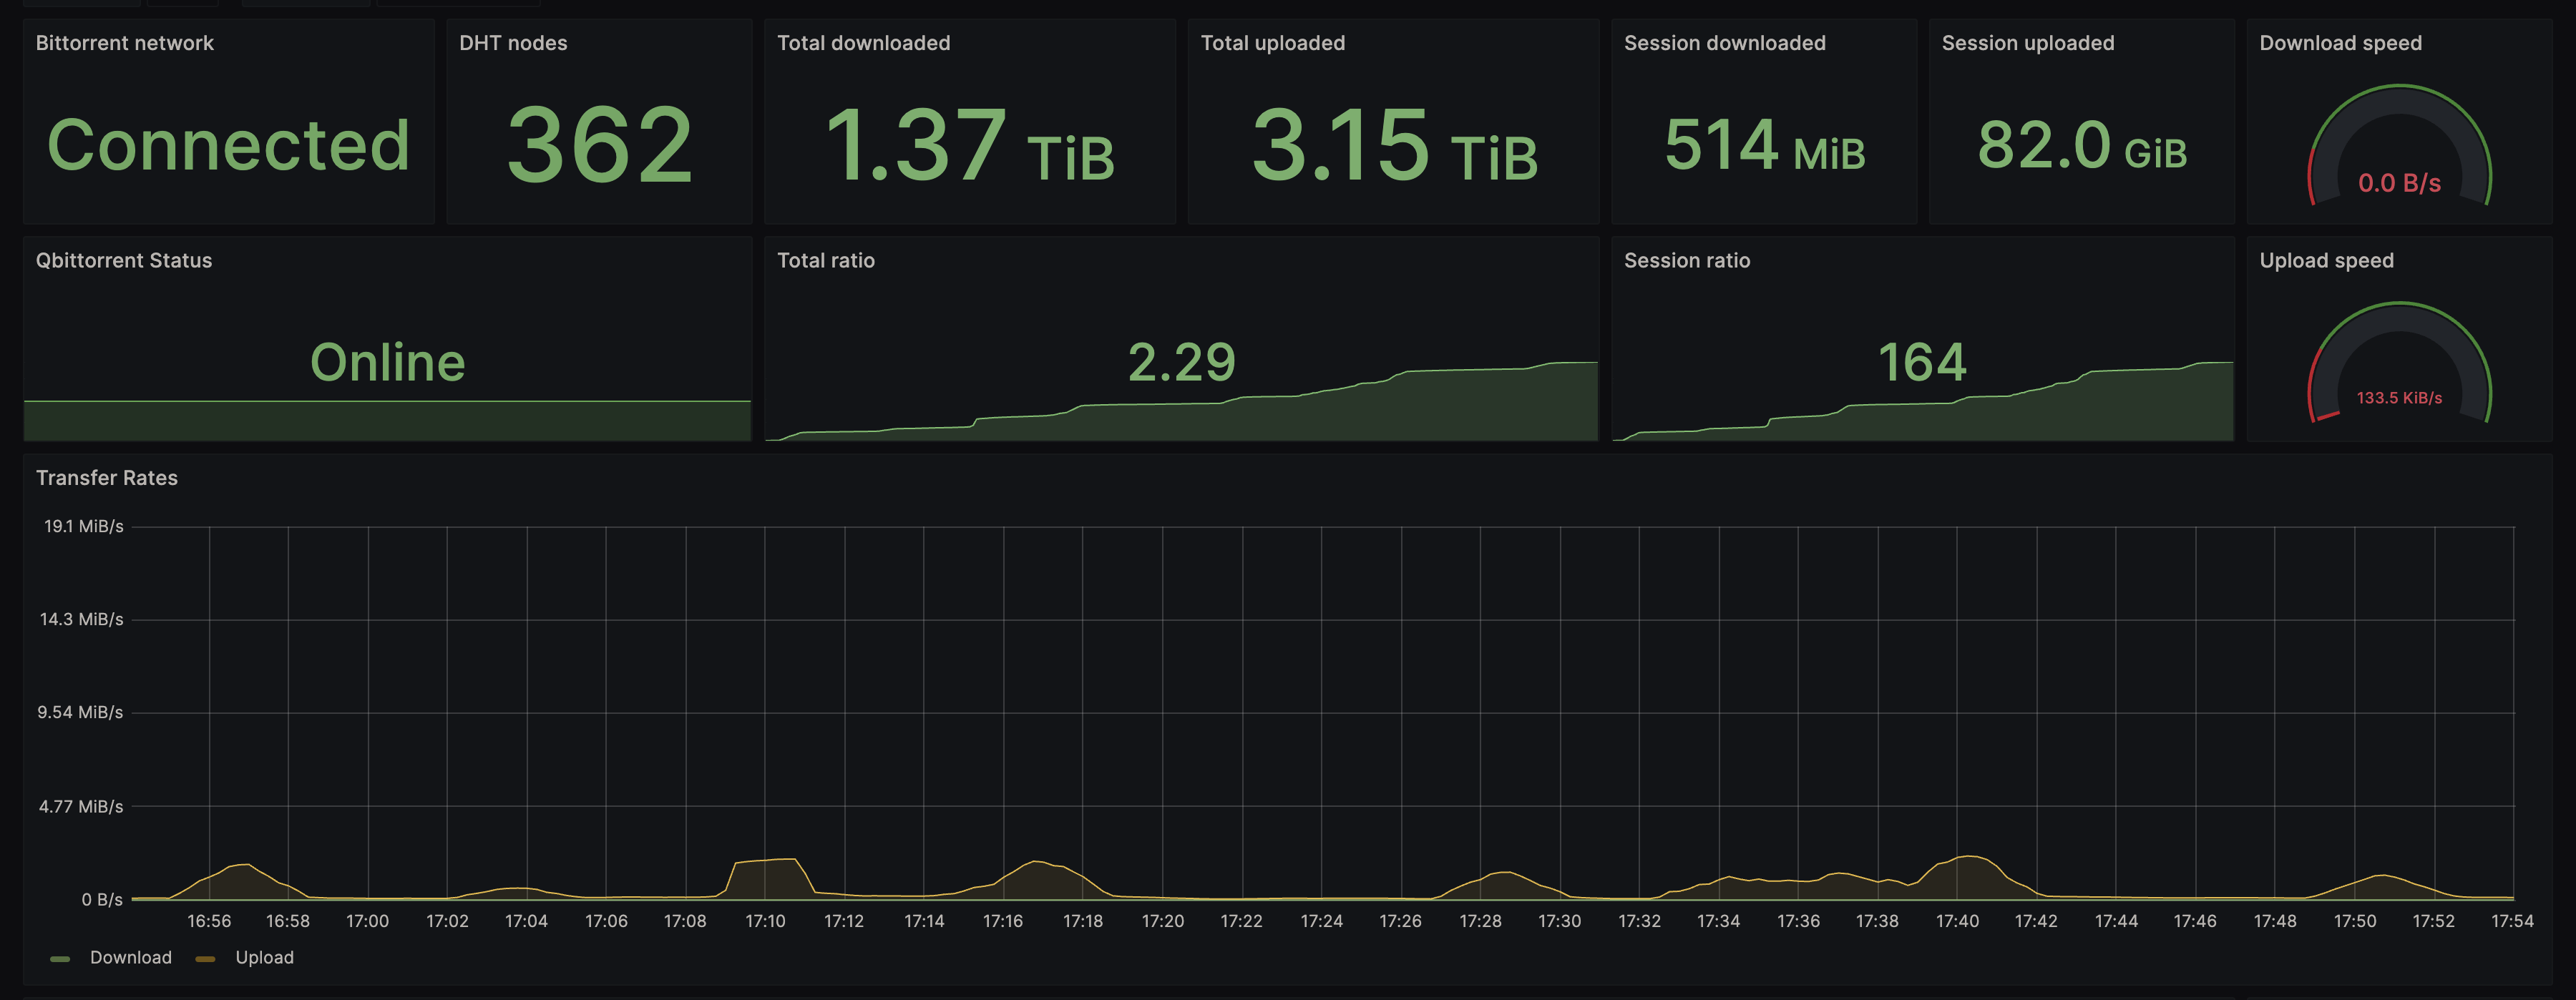 Bittorrent network
DHT nodes
Total downloaded
Total uploaded
Session downloaded
Session uploaded
Download speed
Connected
362
1.37 TiB
3.15 TiB
514 MiB
82.0 GiB
0.0 B/s
Qbittorrent Status
Total ratio
Session ratio
Upload speed
Online
2.29
164
133.5 KiB/s
Transfer Rates
19.1 MiB/s
14.3 MiB/s
9.54 MiB/s
4.77 MiB/s
0 B/s
16:56 16:58 17:00 17:02 17:04 17:06 17:08 17:10 17:12 17:14 17:16 17:18 17:20 17:22 17:24 17:26 17:28 17:30 17:32 17:34 17:36 17:38 17:40 17:42 17:44 17:46 17:48 17:50 17:52 17:54
Download Upload